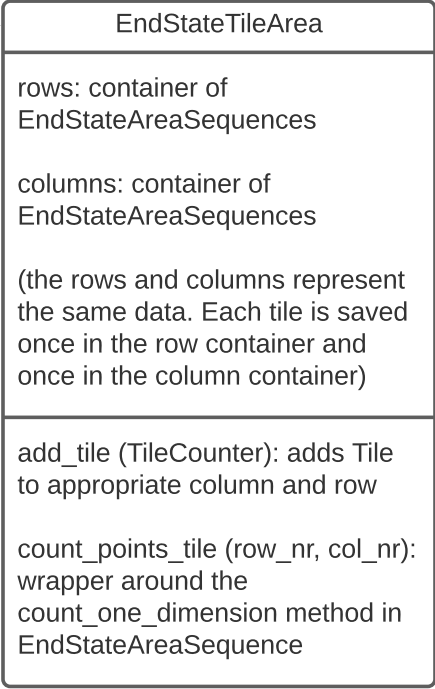 EndStateTileArea
rows: container of
EndStateAreaSequences
columns: container of
EndStateAreaSequences
(the rows and columns represent
the same data. Each tile is saved
once in the row container and
once in the column container)
add_tile (TileCounter): adds Tile
to appropriate column and row
count_points_tile (row_nr, col_nr):
wrapper around the
count_one_dimension method in
EndStateAreaSequence